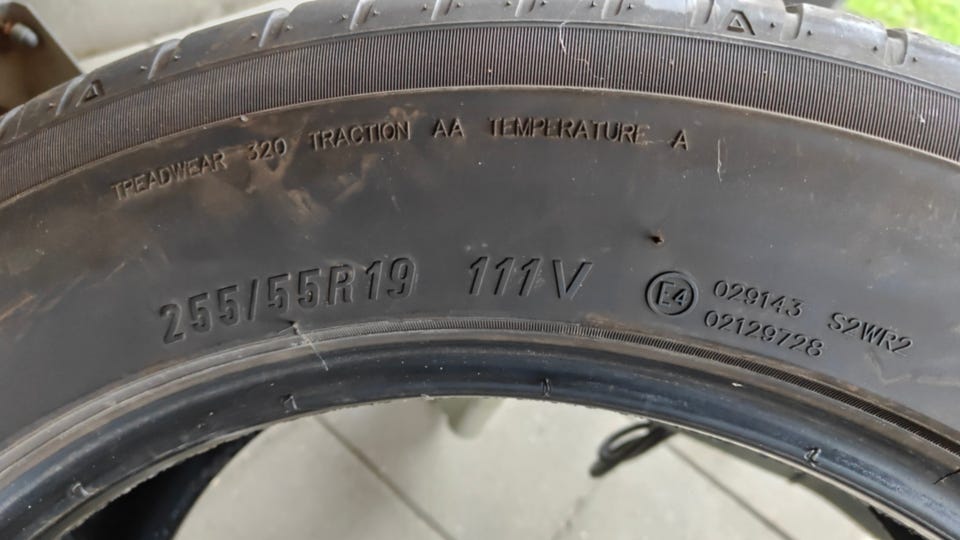 TREADWEAR 320 TRACTION AA TEMPERATURE A
255/55R19 111V
E4 029143 S2WR2
02129728